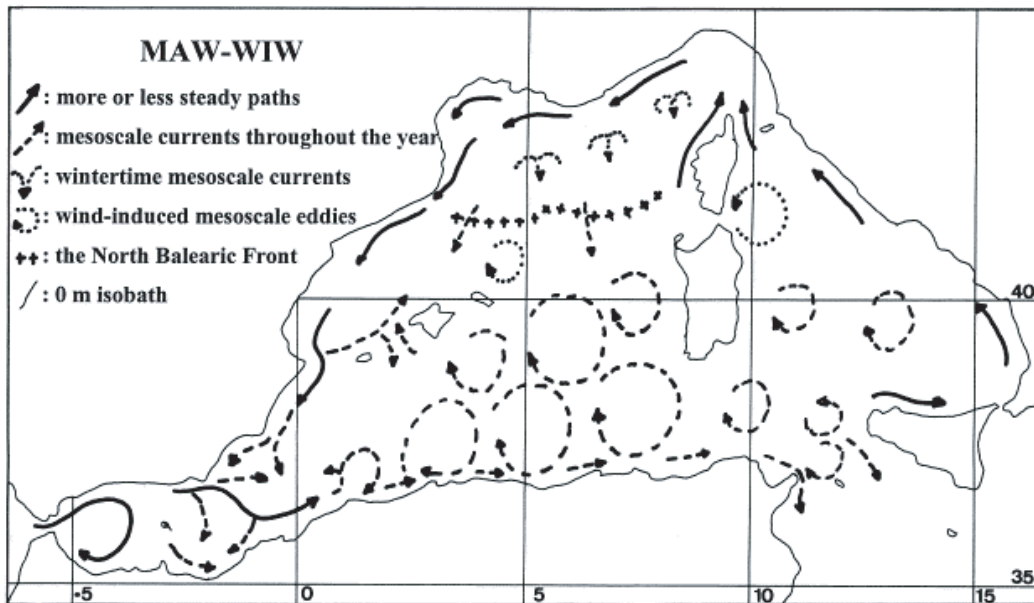 MAW-WIW
: more or less steady paths
: mesoscale currents throughout the year
: wintertime mesoscale currents
: wind-induced mesoscale eddies
: the North Balearic Front
: 0 m isobath
40
35
•5
0
5
10
15